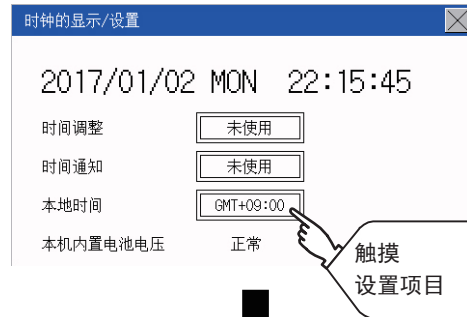 时钟的显示/设置
2017/01/02 MON 22:15:45
时间调整 未使用
时间通知 未使用
本地时间 GMT+09:00
本机内置电池电压 正常
触摸
设置项目